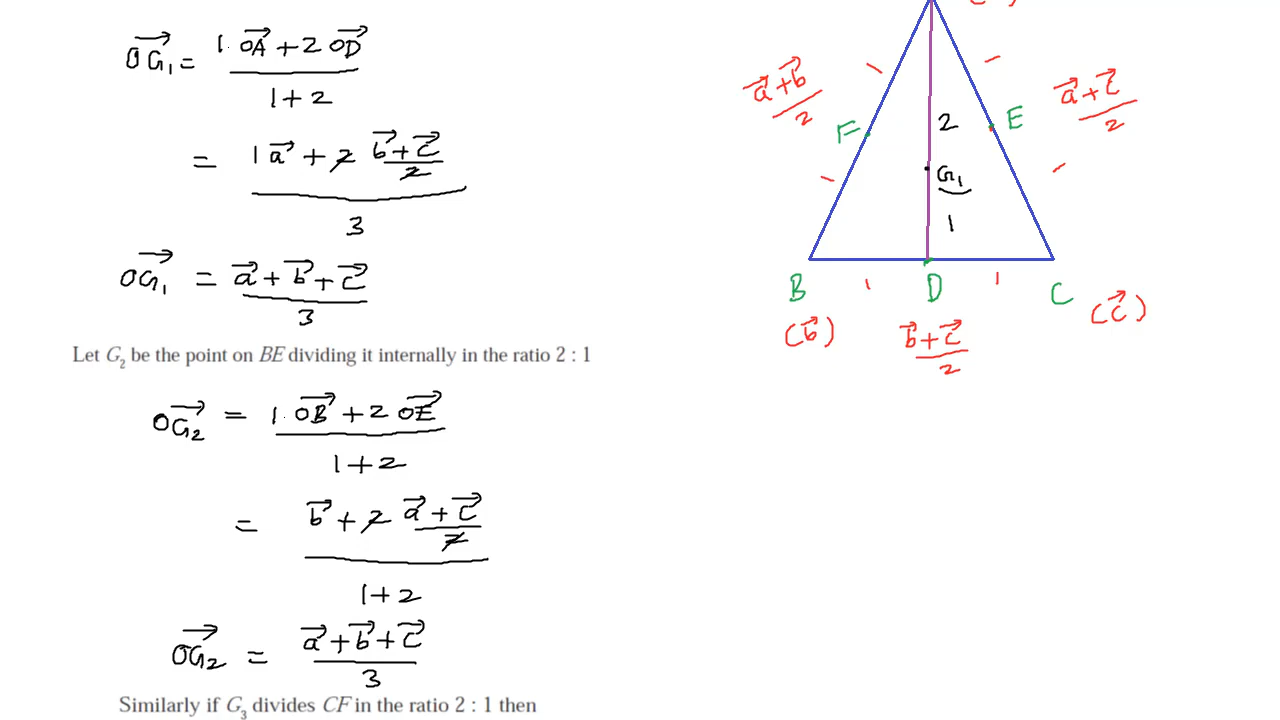 OG₁⃗ = (1. OA⃗ + 2 OD⃗) / (1 + 2)
= (1 a⃗ + 2 (b⃗ + c⃗)/2) / 3
OG₁⃗ = (a⃗ + b⃗ + c⃗) / 3
Let G₂ be the point on BE dividing it internally in the ratio 2 : 1
OG₂⃗ = (1. OB⃗ + 2 OE⃗) / (1 + 2)
= (b⃗ + 2 (a⃗ + c⃗)/2) / (1 + 2)
OG₂⃗ = (a⃗ + b⃗ + c⃗) / 3
Similarly if G₃ divides CF in the ratio 2 : 1 then
(a⃗ + b⃗)/2
(a⃗ + c⃗)/2
F
2
E
G₁
1
B
D
C
(b⃗)
(b⃗ + c⃗)/2
(c⃗)